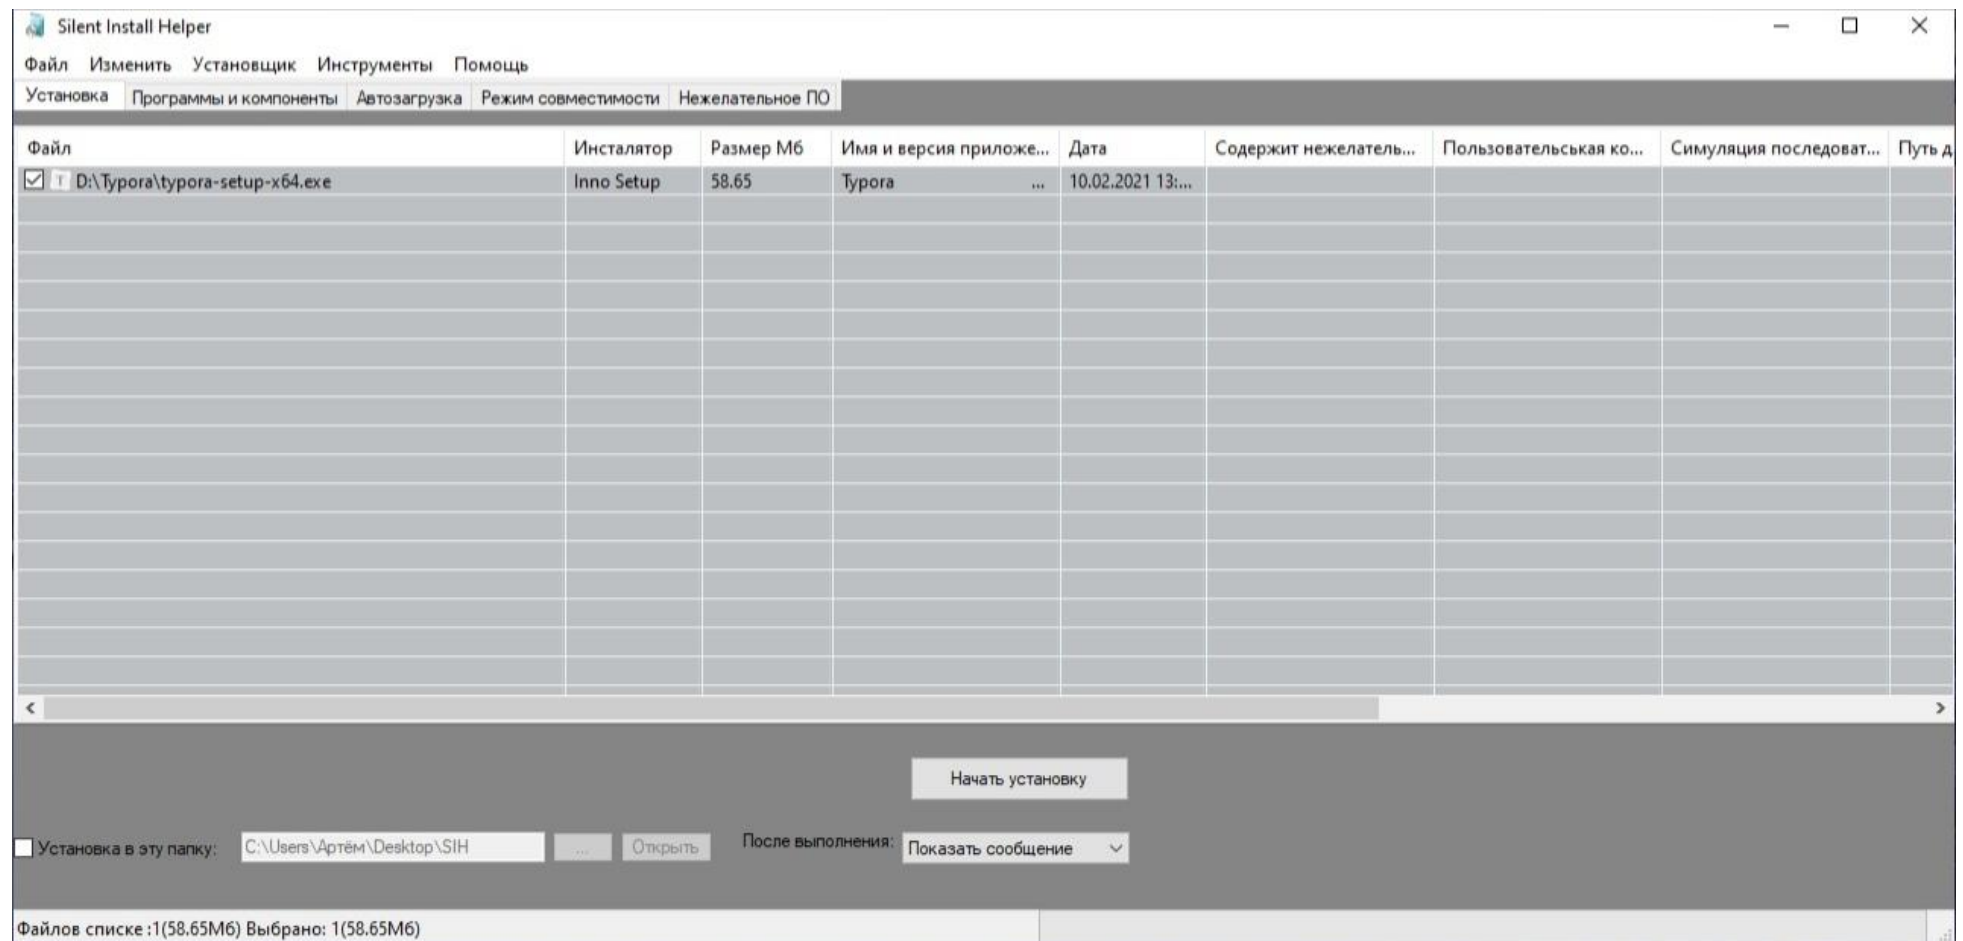 Silent Install Helper
Файл Изменить Установщик Инструменты Помощь
Установка Программы и компоненты Автозагрузка Режим совместимости Нежелательное ПО
Файл Инсталятор Размер Мб Имя и версия приложе... Дата Содержит нежелатель... Пользовательськая ко... Симуляция последоват... Путь д
T D:\Typora\typora-setup-x64.exe Inno Setup 58.65 Typora ... 10.02.2021 13:...
Начать установку
Установка в эту папку: C:\Users\Артём\Desktop\SIH ... Открыть После выполнения: Показать сообщение
Файлов списке :1(58.65Мб) Выбрано: 1(58.65Мб)